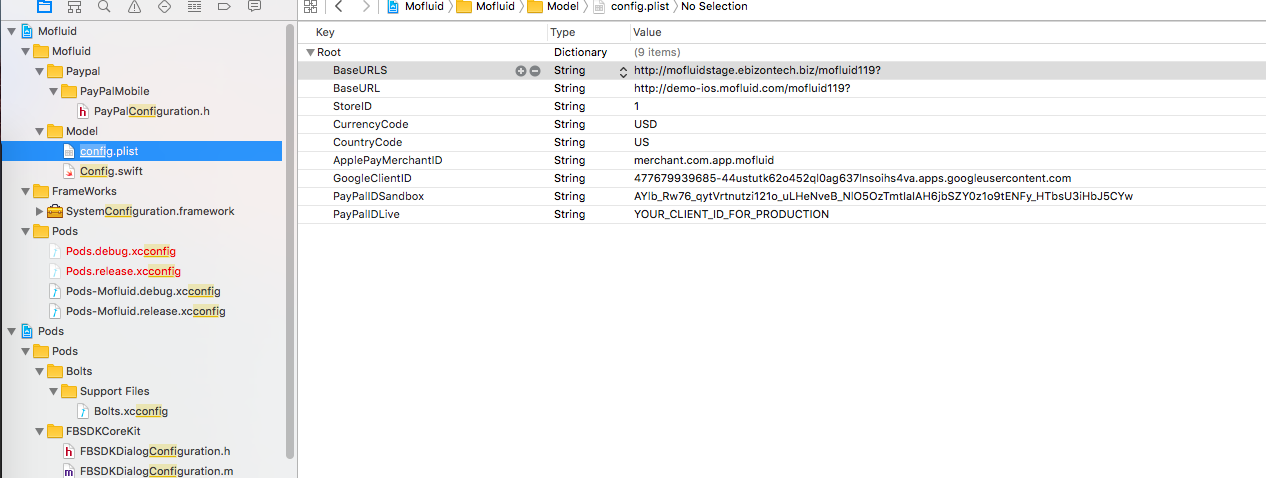 Mofluid
Mofluid
Paypal
PayPalMobile
PayPalConfiguration.h
Model
config.plist
Config.swift
FrameWorks
SystemConfiguration.framework
Pods
Pods.debug.xcconfig
Pods.release.xcconfig
Pods-Mofluid.debug.xcconfig
Pods-Mofluid.release.xcconfig
Pods
Pods
Bolts
Support Files
Bolts.xcconfig
FBSDKCoreKit
FBSDKDialogConfiguration.h
FBSDKDialogConfiguration.m
Mofluid Mofluid Model config.plist No Selection
Key Type Value
Root Dictionary (9 items)
BaseURLS String http://mofluidstage.ebizontech.biz/mofluid119?
BaseURL String http://demo-ios.mofluid.com/mofluid119?
StoreID String 1
CurrencyCode String USD
CountryCode String US
ApplePayMerchantID String merchant.com.app.mofluid
GoogleClientID String 477679939685-44ustutk62o452ql0ag637lnsoihs4va.apps.googleusercontent.com
PayPalIDSandbox String AYlb_Rw76_qytVrtnutzi121o_uLHeNveB_NlO5OzTmtlalAH6jbSZY0z1o9tENFy_HTbsU3iHbJ5CYw
PayPalIDLive String YOUR_CLIENT_ID_FOR_PRODUCTION